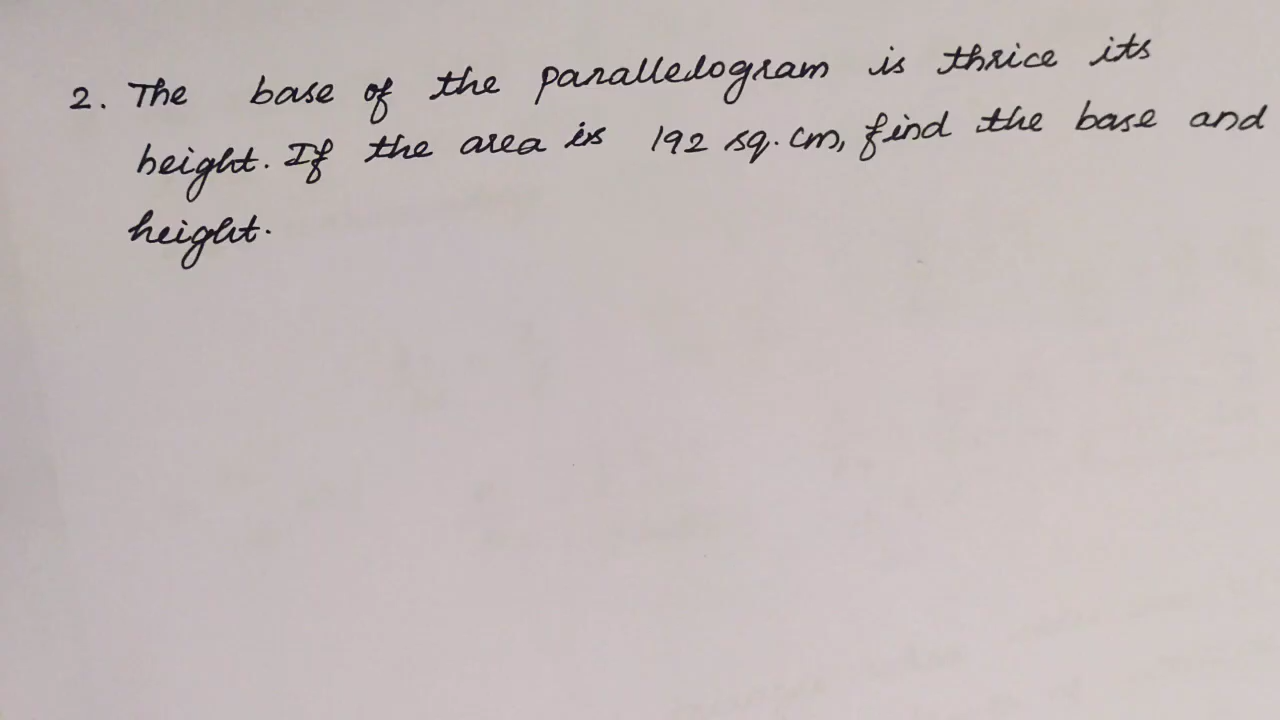 2. The base of the parallelogram is thrice its
height. If the area is 192 sq. cm, find the base and
height.